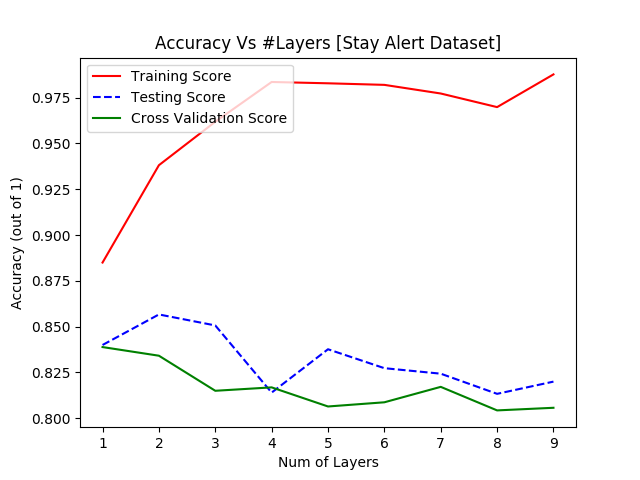 Accuracy Vs #Layers [Stay Alert Dataset]
Training Score
Testing Score
Cross Validation Score
Accuracy (out of 1)
0.975
0.950
0.925
0.900
0.875
0.850
0.825
0.800
1 2 3 4 5 6 7 8 9
Num of Layers